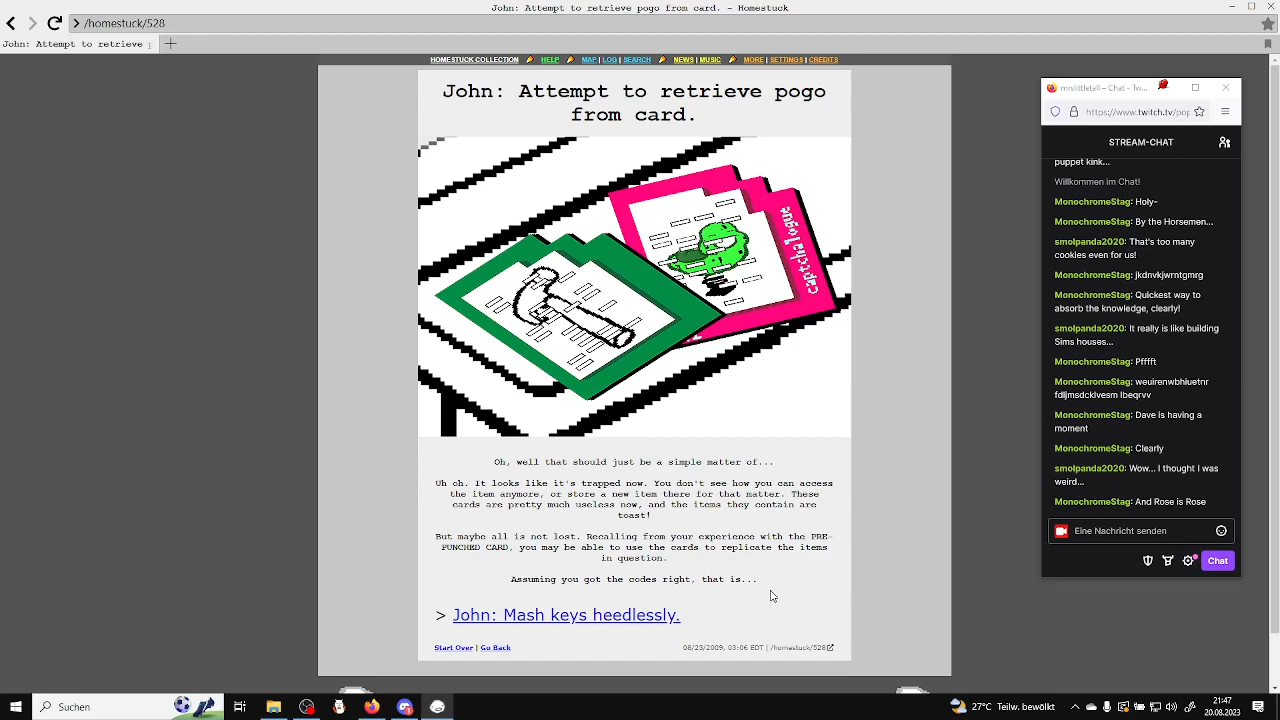 John: Attempt to retrieve pogo from card. - Homestuck
/homestuck/528
John: Attempt to retrieve
HOMESTUCK COLLECTION HELP MAP | LOG | SEARCH NEWS | MUSIC MORE | SETTINGS | CREDITS
John: Attempt to retrieve pogo
from card.
captchalogue
Oh, well that should just be a simple matter of...
Uh oh. It looks like it's trapped now. You don't see how you can access
the item anymore, or store a new item there for that matter. These
cards are pretty much useless now, and the items they contain are
toast!
But maybe all is not lost. Recalling from your experience with the PRE-
PUNCHED CARD, you may be able to use the cards to replicate the items
in question.
Assuming you got the codes right, that is...
> John: Mash keys heedlessly.
Start Over | Go Back
08/23/2009, 03:06 EDT | /homestuck/528
mrslittletall – Chat - Tw...
https://www.twitch.tv/pop
STREAM-CHAT
puppet kink...
Willkommen im Chat!
MonochromeStag: Holy-
MonochromeStag: By the Horsemen...
smolpanda2020: That's too many
cookies even for us!
MonochromeStag: jkdnvkjwrntgmrg
MonochromeStag: Quickest way to
absorb the knowledge, clearly!
smolpanda2020: It really is like building
Sims houses...
MonochromeStag: Pfffft
MonochromeStag: weuirenwbhiuetnr
fdljmsdcklvesm lbeqrvv
MonochromeStag: Dave is having a
moment
MonochromeStag: Clearly
smolpanda2020: Wow... I thought I was
weird...
MonochromeStag: And Rose is Rose
Eine Nachricht senden
Chat
Suchen
27°C Teilw. bewölkt
21:47
20.08.2023